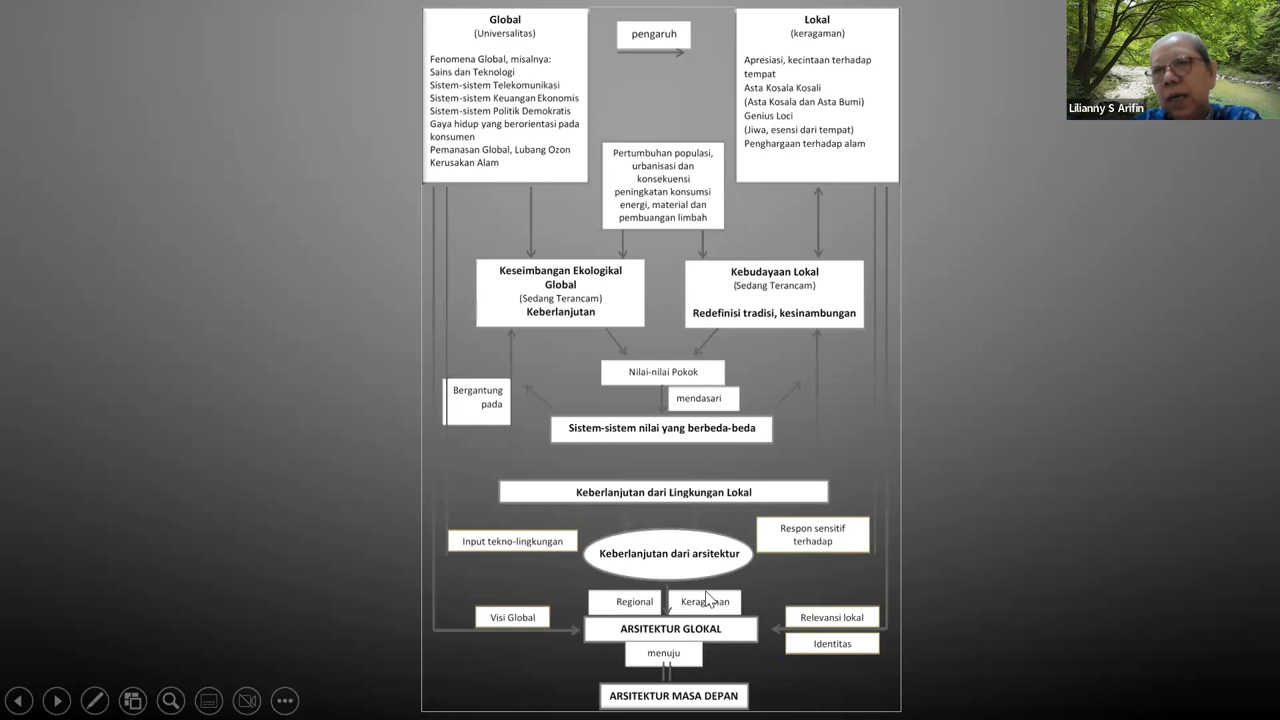 Global
(Universalitas)
Fenomena Global, misalnya:
Sains dan Teknologi
Sistem-sistem Telekomunikasi
Sistem-sistem Keuangan Ekonomis
Sistem-sistem Politik Demokratis
Gaya hidup yang berorientasi pada
konsumen
Pemanasan Global, Lubang Ozon
Kerusakan Alam
pengaruh
Lokal
(keragaman)
Apresiasi, kecintaan terhadap
tempat
Asta Kosala Kosali
(Asta Kosala dan Asta Bumi)
Genius Loci
(Jiwa, esensi dari tempat)
Penghargaan terhadap alam
Lilianny S Arifin
Pertumbuhan populasi,
urbanisasi dan
konsekuensi
peningkatan konsumsi
energi, material dan
pembuangan limbah
Keseimbangan Ekologikal
Global
(Sedang Terancam)
Keberlanjutan
Kebudayaan Lokal
(Sedang Terancam)
Redefinisi tradisi, kesinambungan
Nilai-nilai Pokok
mendasari
Bergantung
pada
Sistem-sistem nilai yang berbeda-beda
Keberlanjutan dari Lingkungan Lokal
Input tekno-lingkungan
Keberlanjutan dari arsitektur
Respon sensitif
terhadap
Regional
Keragaman
Visi Global
ARSITEKTUR GLOKAL
Relevansi lokal
Identitas
menuju
ARSITEKTUR MASA DEPAN